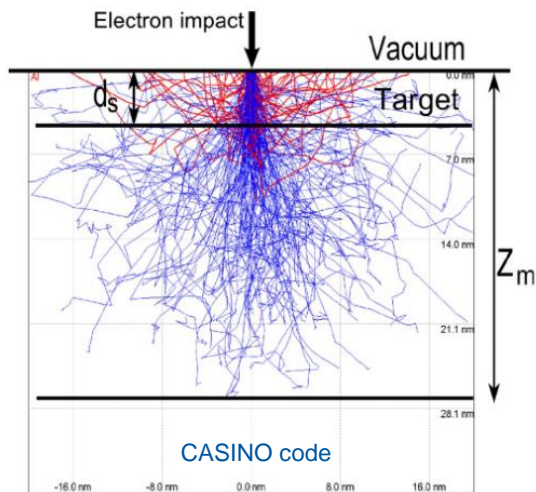 Electron impact
Vacuum
Al
0.0 nm
ds
Target
7.0 nm
14.0 nm
Zm
21.1 nm
28.1 nm
CASINO code
-16.0 nm -8.0 nm 0.0 nm 8.0 nm 16.0 nm